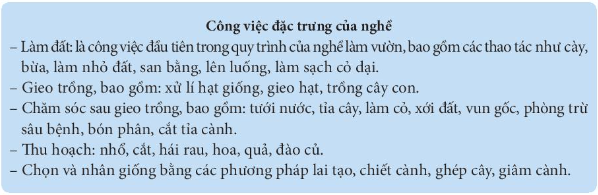 Công việc đặc trưng của nghề
– Làm đất: là công việc đầu tiên trong quy trình của nghề làm vườn, bao gồm các thao tác như cày,
bừa, làm nhỏ đất, san bằng, lên luống, làm sạch cỏ dại.
– Gieo trồng, bao gồm: xử lí hạt giống, gieo hạt, trồng cây con.
– Chăm sóc sau gieo trồng, bao gồm: tưới nước, tỉa cây, làm cỏ, xới đất, vun gốc, phòng trừ
sâu bệnh, bón phân, cắt tỉa cành.
– Thu hoạch: nhổ, cắt, hái rau, hoa, quả, đào củ.
– Chọn và nhân giống bằng các phương pháp lai tạo, chiết cành, ghép cây, giâm cành.